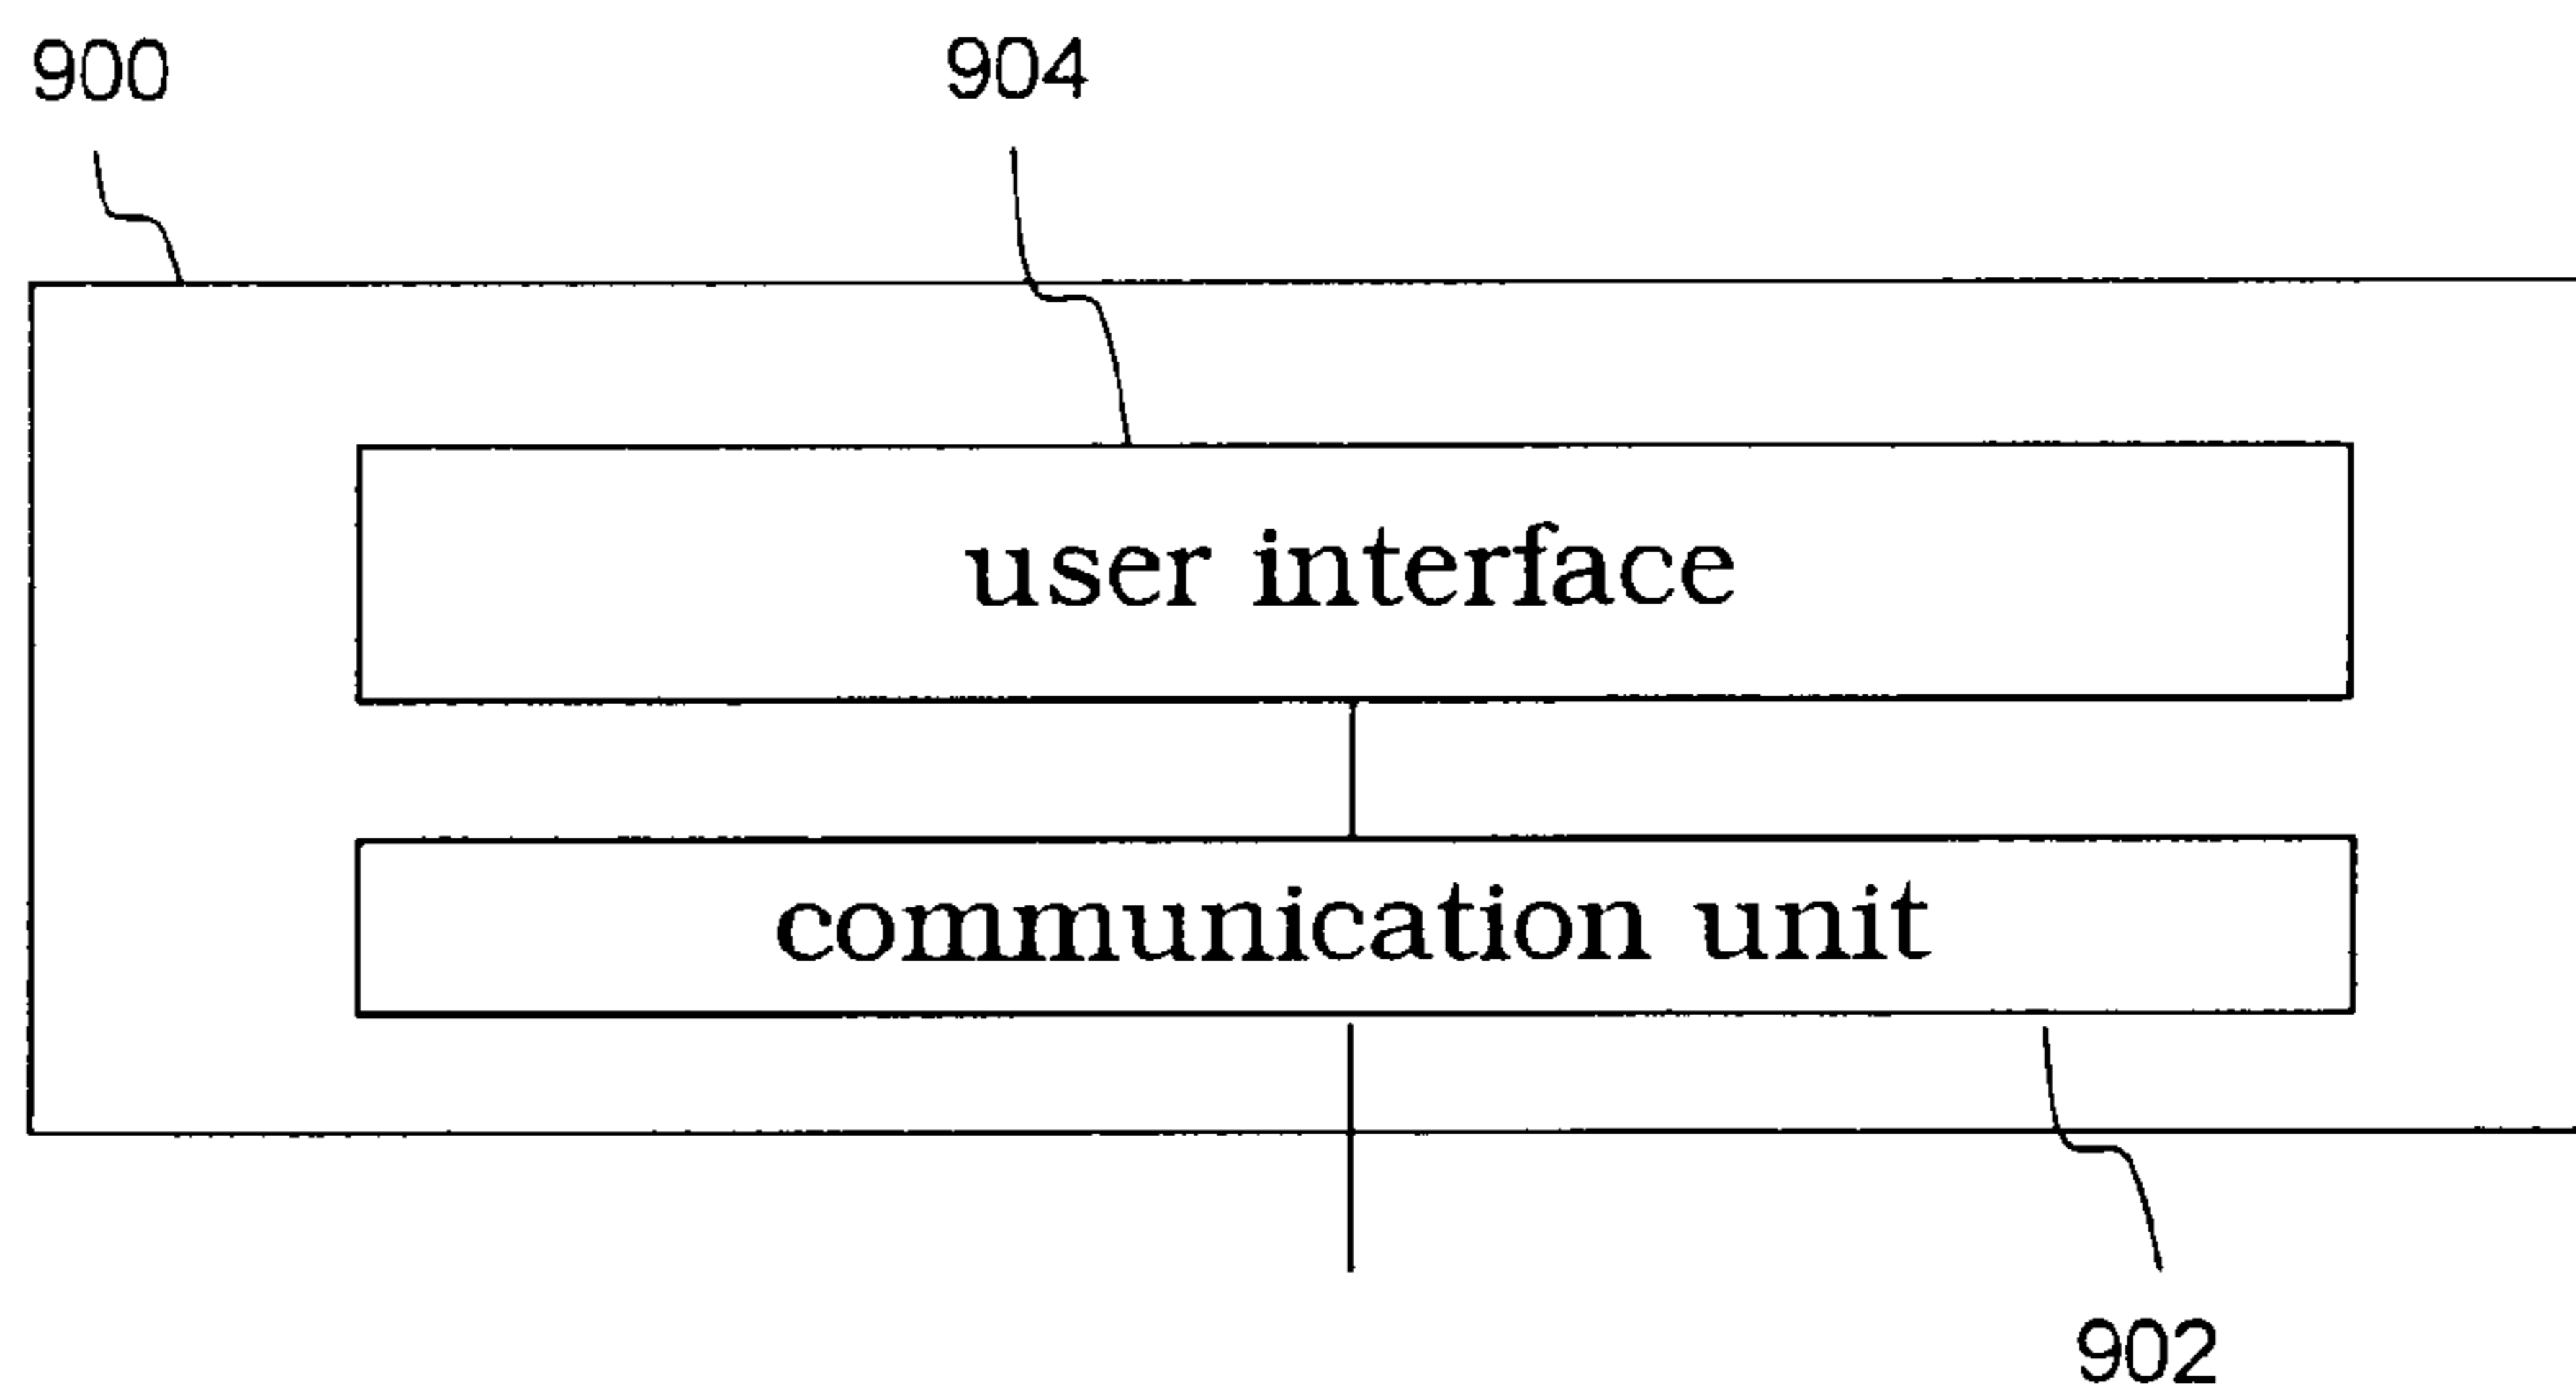 900
904
user interface
communication unit
902